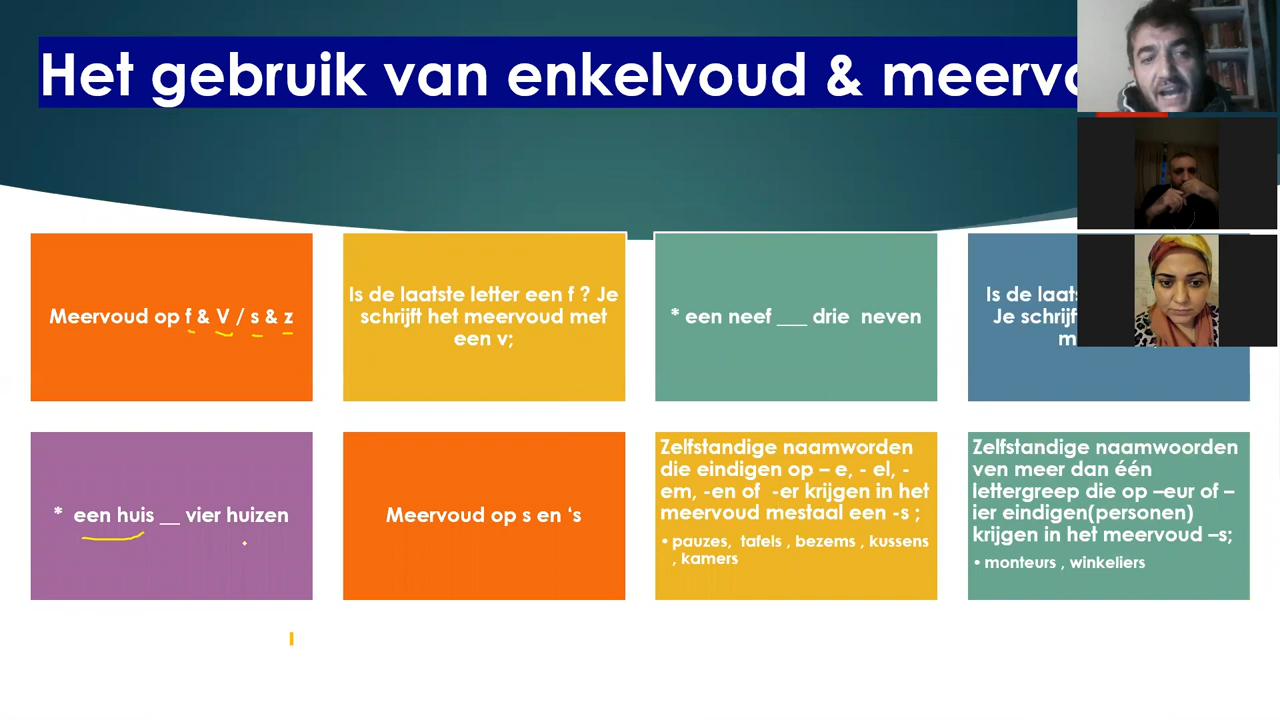 Het gebruik van enkelvoud & meervo
Meervoud op f & V / s & z
Is de laatste letter een f ? Je
schrijft het meervoud met
een v;
* een neef ___ drie  neven
Is de laats
Je schrijf
m
*  een huis __ vier huizen
Meervoud op s en ‘s
Zelfstandige naamworden
die eindigen op – e, - el, -
em, -en of  -er krijgen in het
meervoud mestaal een -s ;
• pauzes,  tafels , bezems , kussens
, kamers
Zelfstandige naamwoorden
ven meer dan één
lettergreep die op –eur of –
ier eindigen(personen)
krijgen in het meervoud –s;
• monteurs , winkeliers